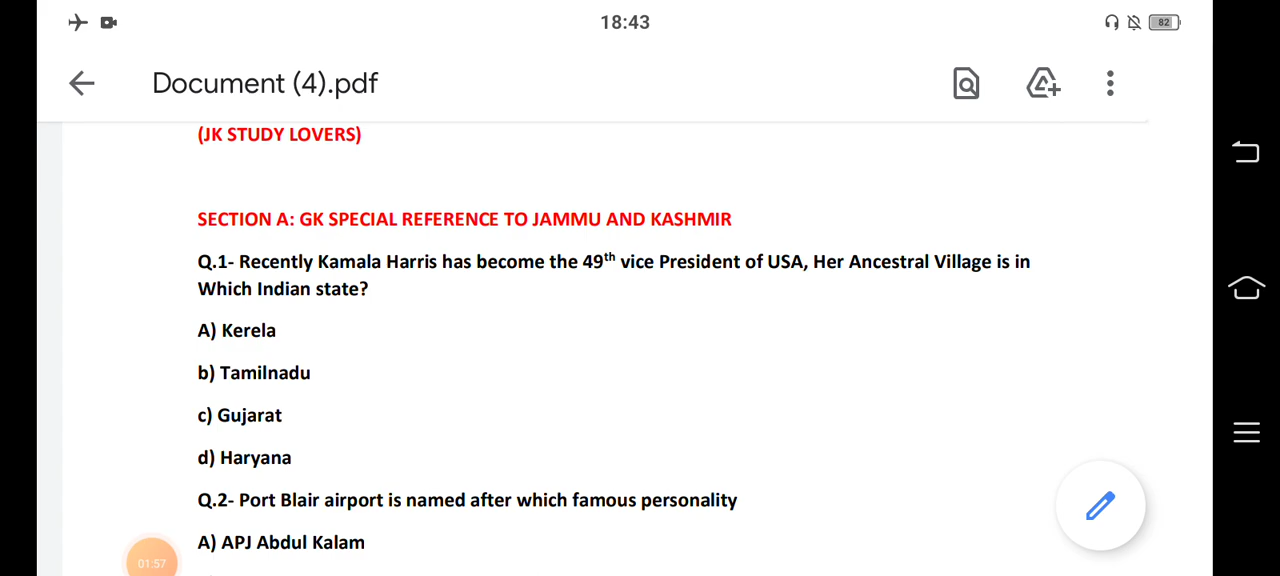 18:43
82
Document (4).pdf
(JK STUDY LOVERS)
SECTION A: GK SPECIAL REFERENCE TO JAMMU AND KASHMIR
Q.1- Recently Kamala Harris has become the 49th vice President of USA, Her Ancestral Village is in
Which Indian state?
A) Kerela
b) Tamilnadu
c) Gujarat
d) Haryana
Q.2- Port Blair airport is named after which famous personality
A) APJ Abdul Kalam
01:57